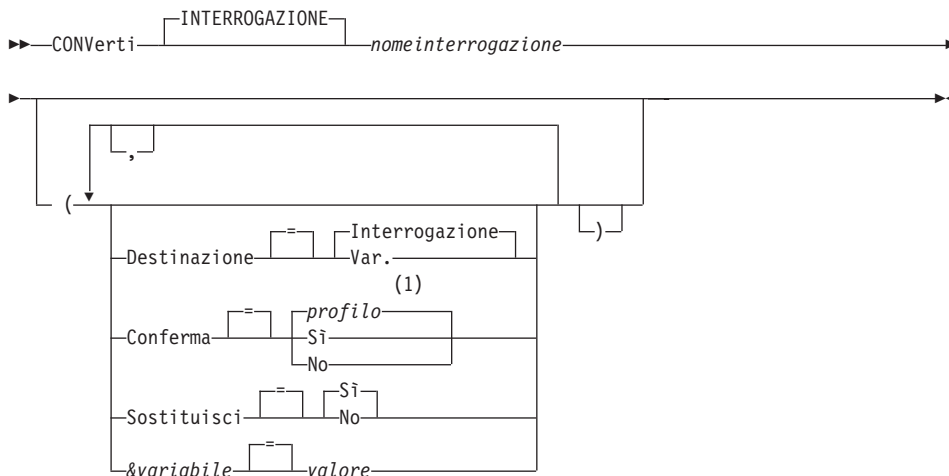 INTERROGAZIONE
CONVerti nomeinterrogazione
,
( )
Destinazione = Interrogazione
Var.
(1)
Conferma = profilo
Sì
No
Sostituisci = Sì
No
&variabile = valore